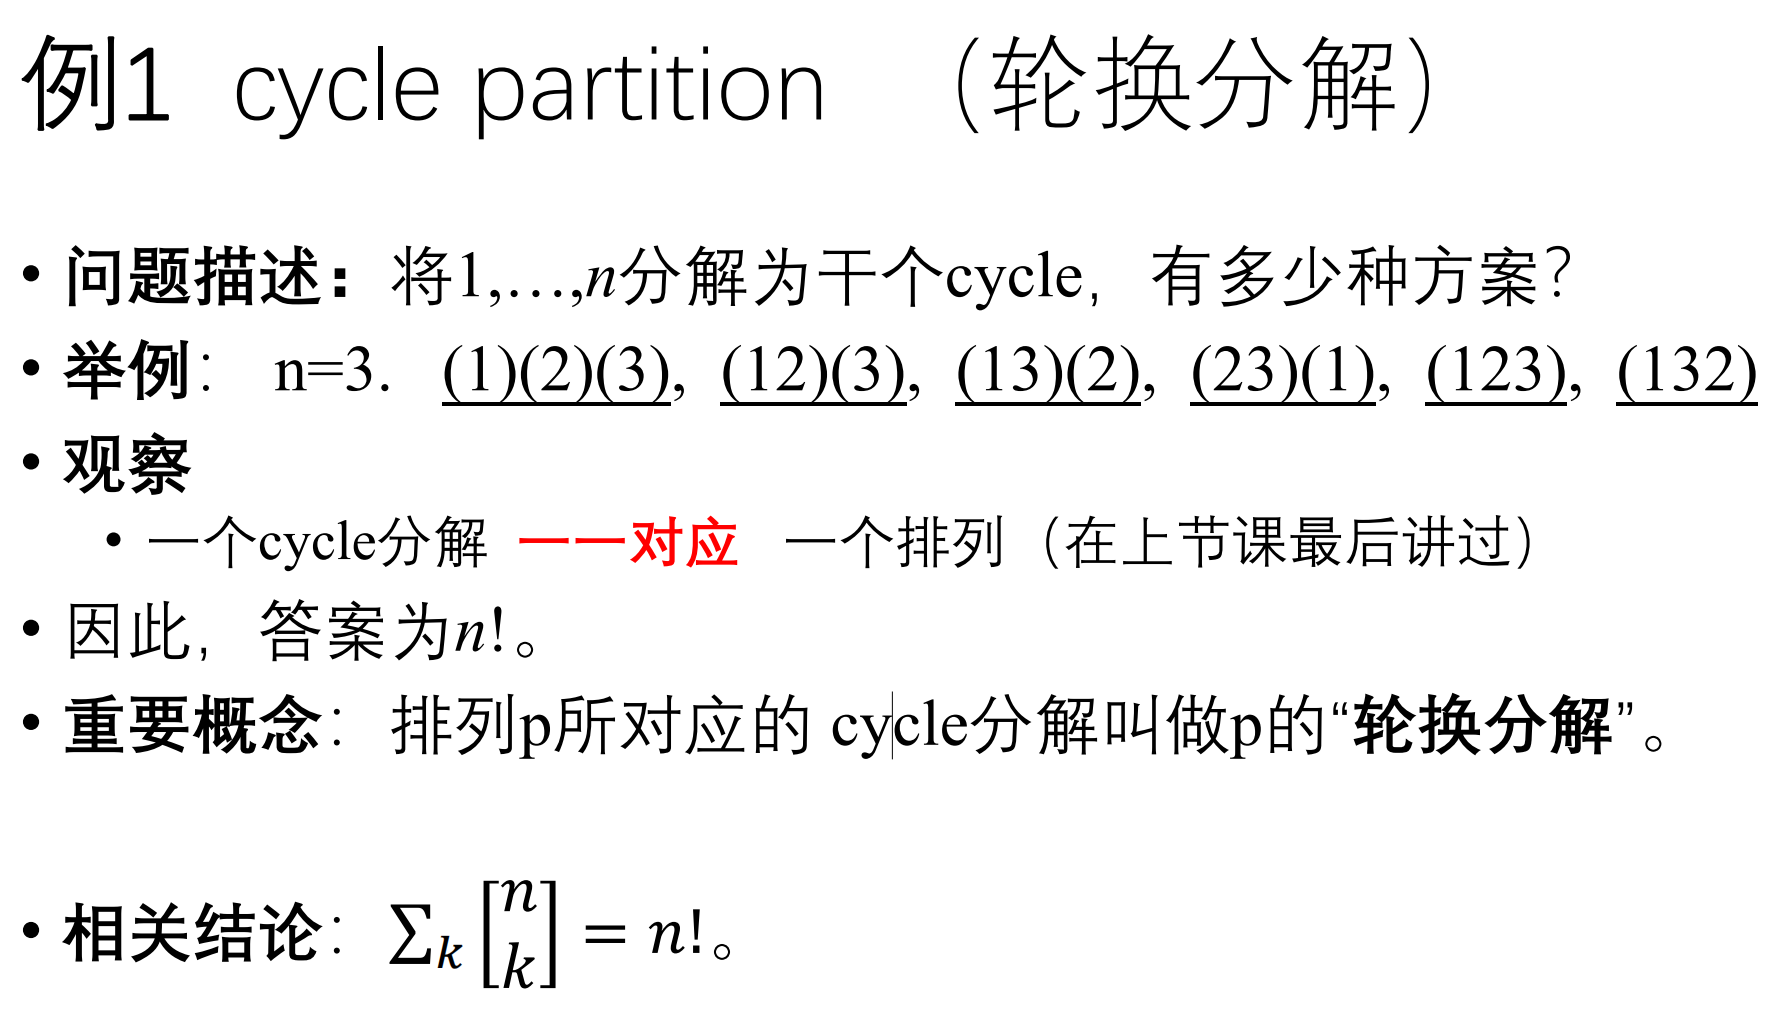 例1 cycle partition （轮换分解）
• 问题描述：将1,…,n分解为干个cycle，有多少种方案？
• 举例： n=3. (1)(2)(3), (12)(3), (13)(2), (23)(1), (123), (132)
• 观察
• 一个cycle分解 一一对应 一个排列（在上节课最后讲过）
• 因此，答案为n!。
• 重要概念：排列p所对应的 cycle分解叫做p的“轮换分解”。
• 相关结论：∑ₖ [n k] = n!。